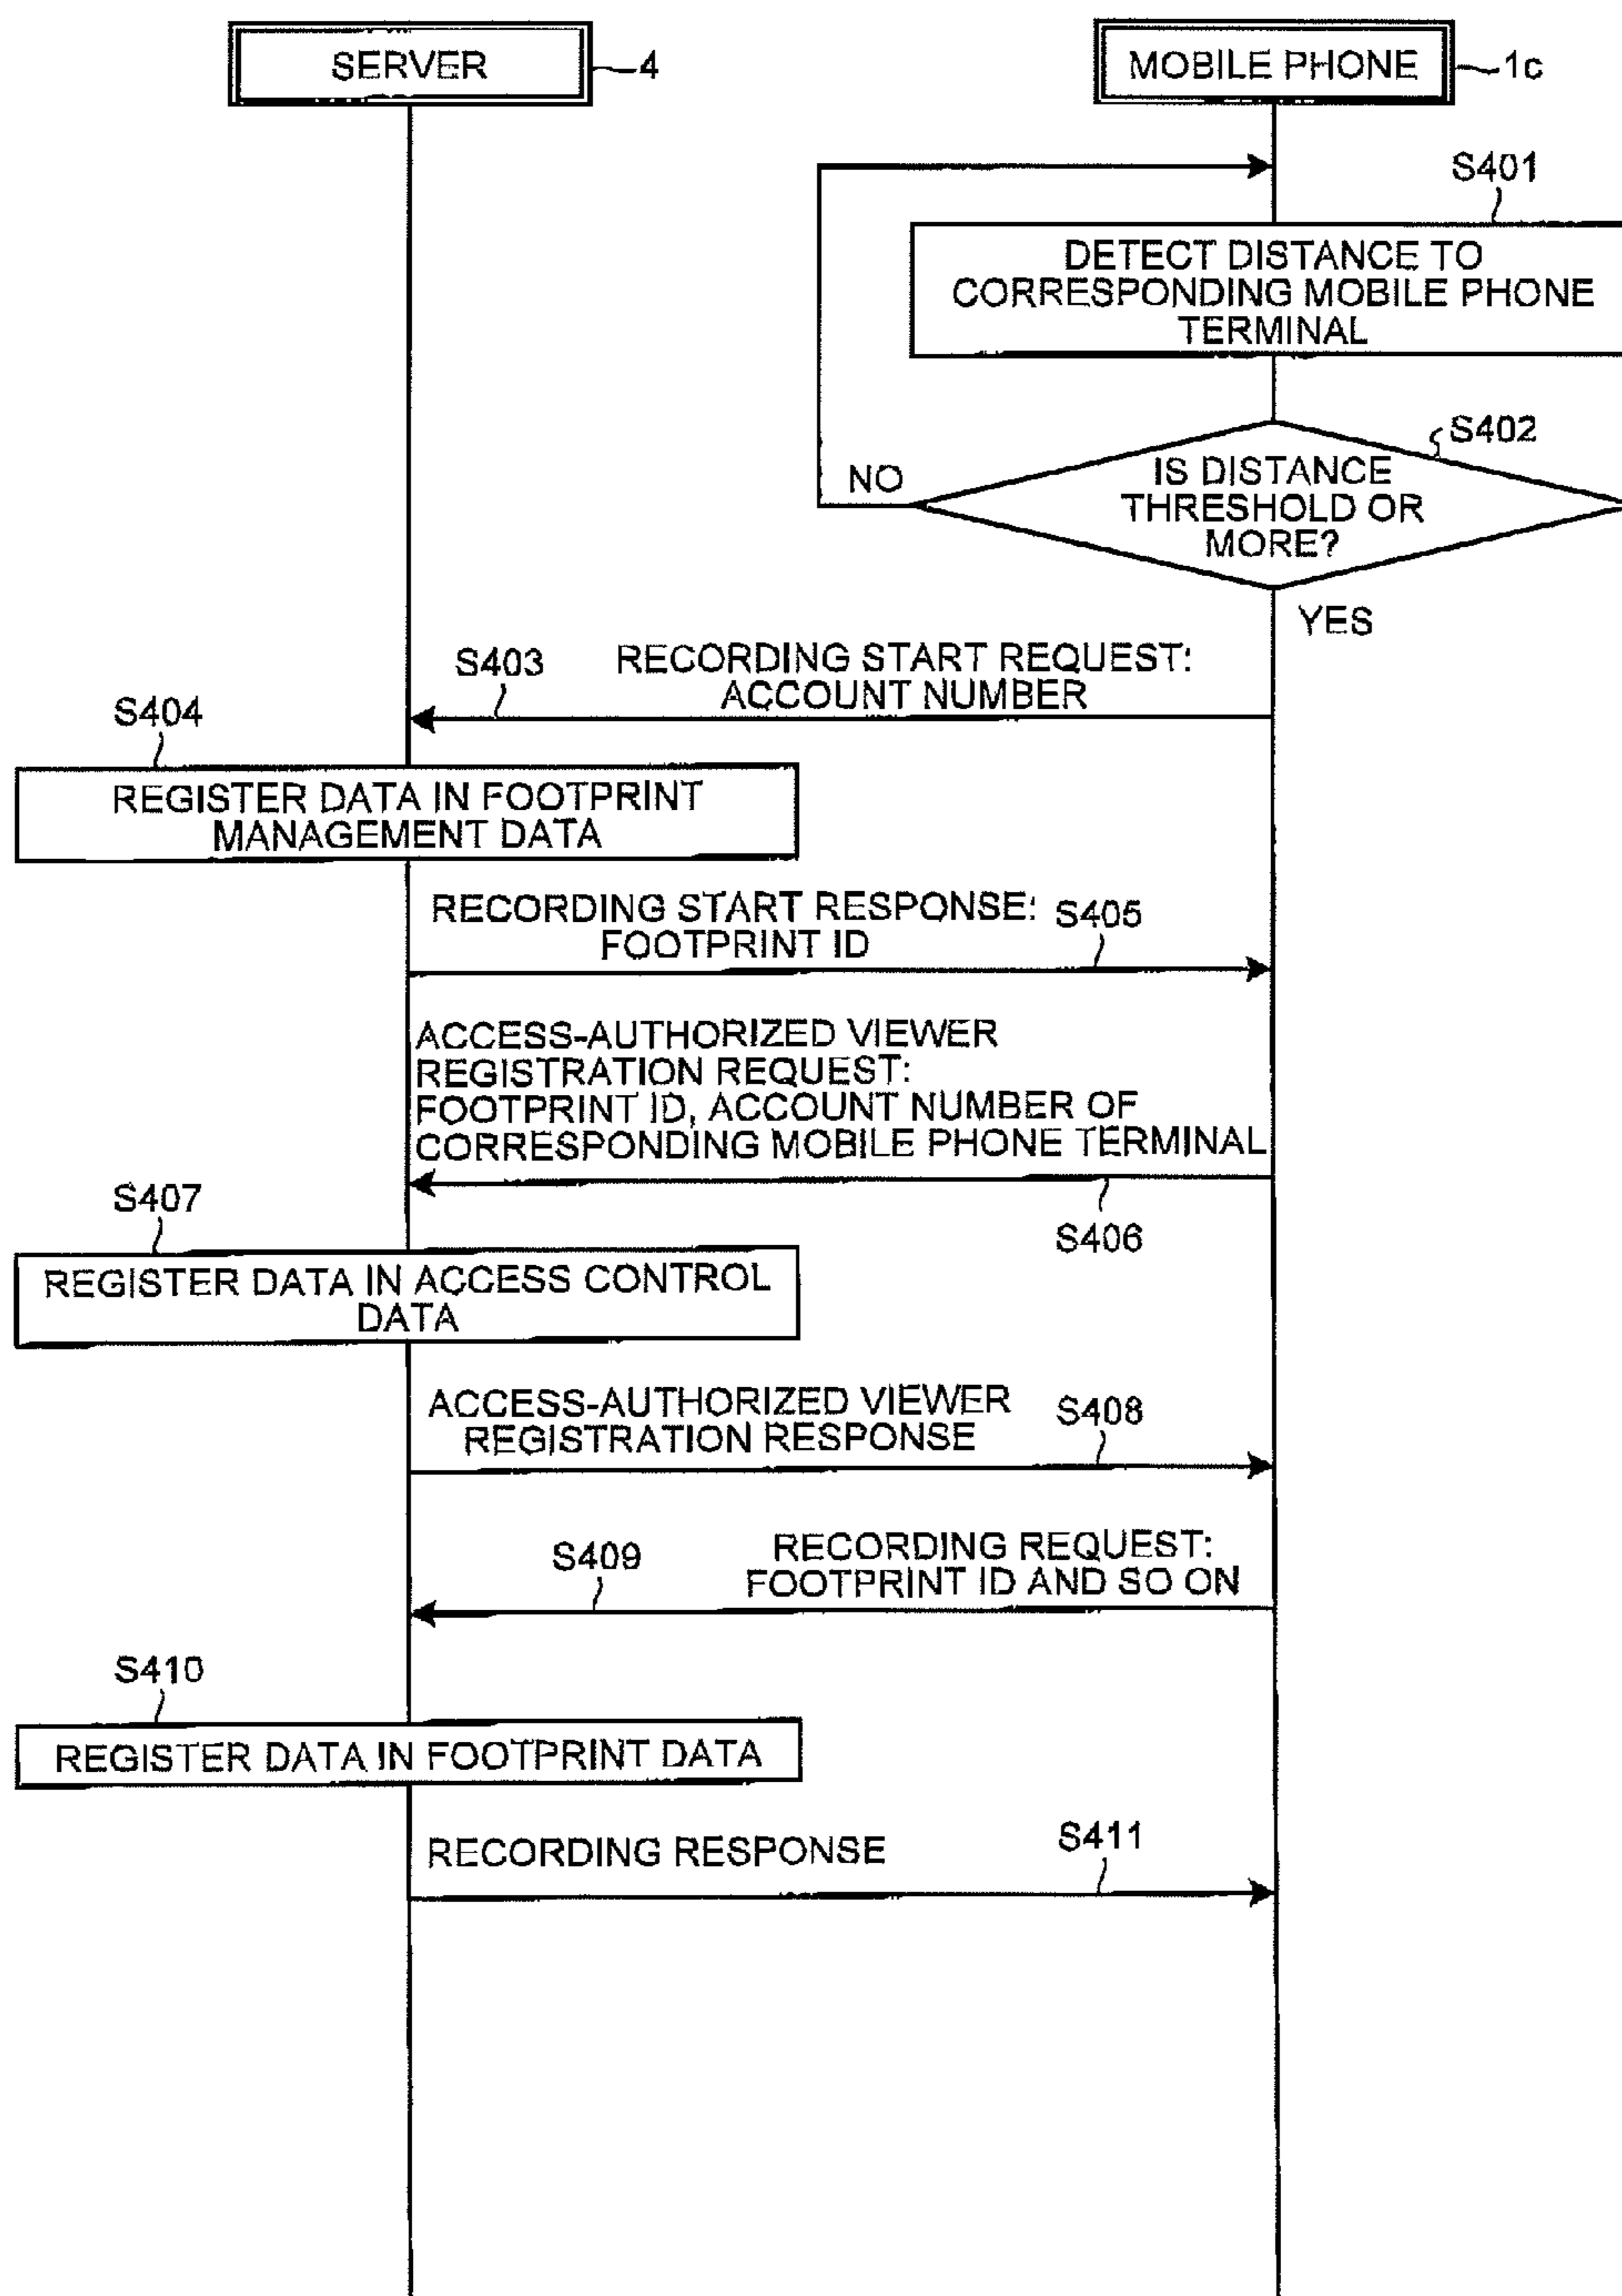 SERVER
4
MOBILE PHONE
1c
S401
DETECT DISTANCE TO
CORRESPONDING MOBILE PHONE
TERMINAL
S402
IS DISTANCE
THRESHOLD OR
MORE?
NO
YES
S403
RECORDING START REQUEST:
ACCOUNT NUMBER
S404
REGISTER DATA IN FOOTPRINT
MANAGEMENT DATA
RECORDING START RESPONSE:
FOOTPRINT ID
S405
ACCESS-AUTHORIZED VIEWER
REGISTRATION REQUEST:
FOOTPRINT ID, ACCOUNT NUMBER OF
CORRESPONDING MOBILE PHONE TERMINAL
S406
S407
REGISTER DATA IN ACCESS CONTROL
DATA
ACCESS-AUTHORIZED VIEWER
REGISTRATION RESPONSE
S408
S409
RECORDING REQUEST:
FOOTPRINT ID AND SO ON
S410
REGISTER DATA IN FOOTPRINT DATA
RECORDING RESPONSE
S411